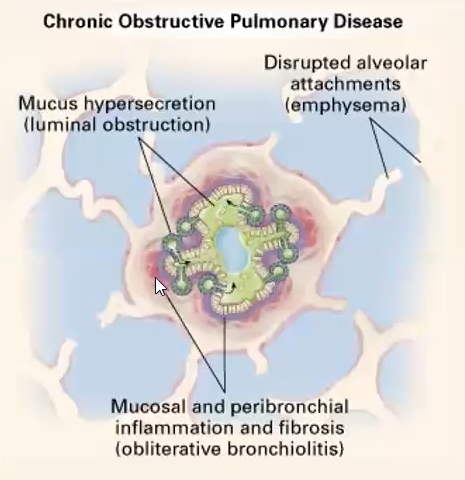 Chronic Obstructive Pulmonary Disease
Disrupted alveolar
attachments
(emphysema)
Mucus hypersecretion
(luminal obstruction)
Mucosal and peribronchial
inflammation and fibrosis
(obliterative bronchiolitis)